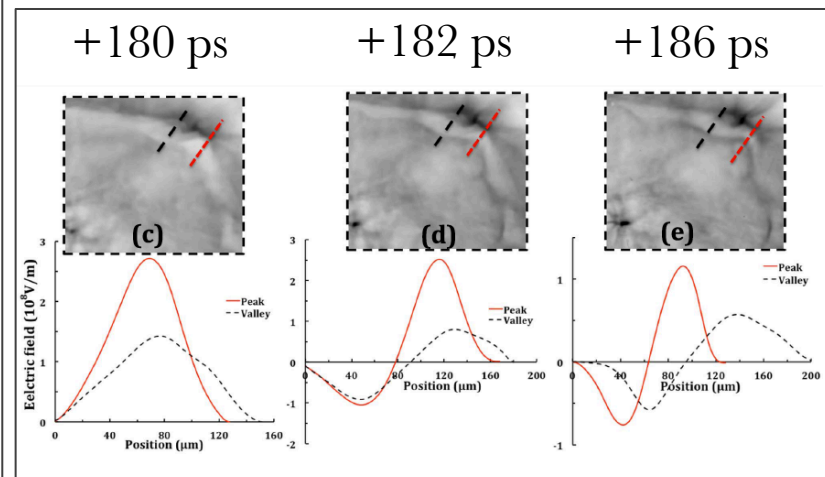 +180 ps
+182 ps
+186 ps
(c)
(d)
(e)
Eelctric field (10⁸V/m)
3
2
1
0
0
40
80
120
160
Position (µm)
Peak
Valley
3
2
1
0
-1
-2
0
40
80
120
160
200
Position (µm)
Peak
Valley
1
0
-1
0
40
80
120
160
200
Position (µm)
Peak
Valley